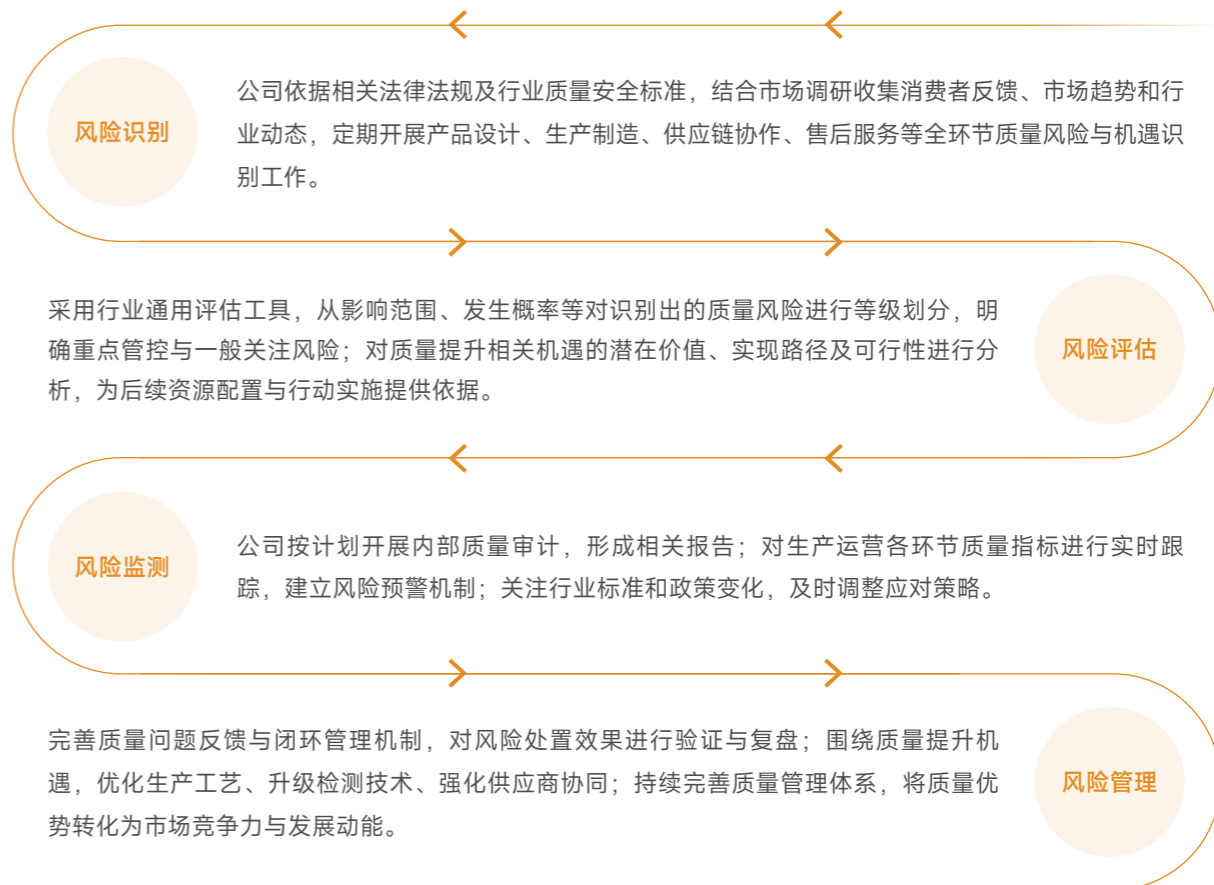 风险识别
公司依据相关法律法规及行业质量安全标准，结合市场调研收集消费者反馈、市场趋势和行
业动态，定期开展产品设计、生产制造、供应链协作、售后服务等全环节质量风险与机遇识
别工作。
采用行业通用评估工具，从影响范围、发生概率等对识别出的质量风险进行等级划分，明
确重点管控与一般关注风险；对质量提升相关机遇的潜在价值、实现路径及可行性进行分
析，为后续资源配置与行动实施提供依据。
风险评估
风险监测
公司按计划开展内部质量审计，形成相关报告；对生产运营各环节质量指标进行实时跟
踪，建立风险预警机制；关注行业标准和政策变化，及时调整应对策略。
完善质量问题反馈与闭环管理机制，对风险处置效果进行验证与复盘；围绕质量提升机
遇，优化生产工艺、升级检测技术、强化供应商协同；持续完善质量管理体系，将质量优
势转化为市场竞争力与发展动能。
风险管理